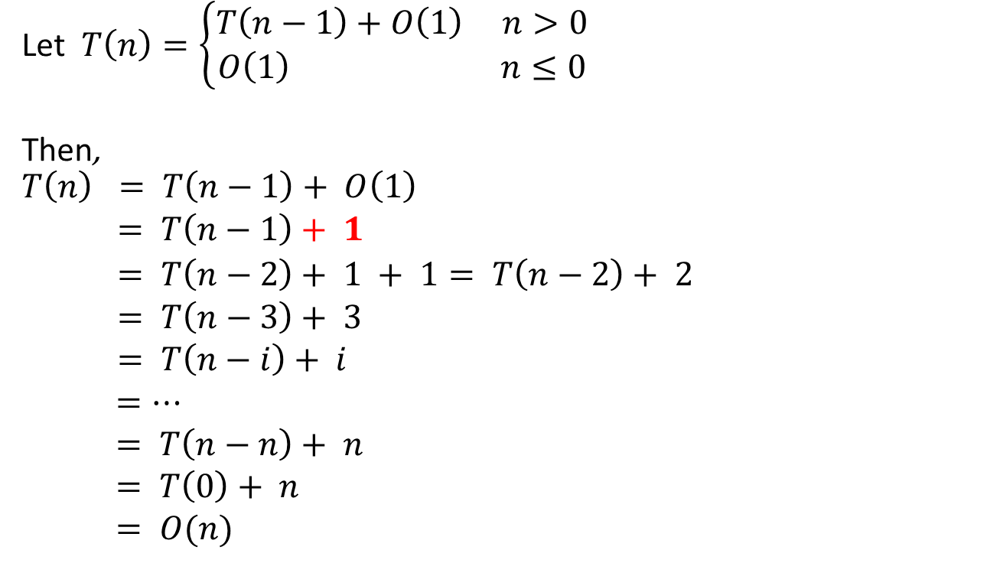 Let T(n) = {T(n − 1) + O(1) n > 0
O(1) n ≤ 0
Then,
T(n) = T(n − 1) + O(1)
= T(n − 1) + 1
= T(n − 2) + 1 + 1 = T(n − 2) + 2
= T(n − 3) + 3
= T(n − i) + i
= ⋯
= T(n − n) + n
= T(0) + n
= O(n)